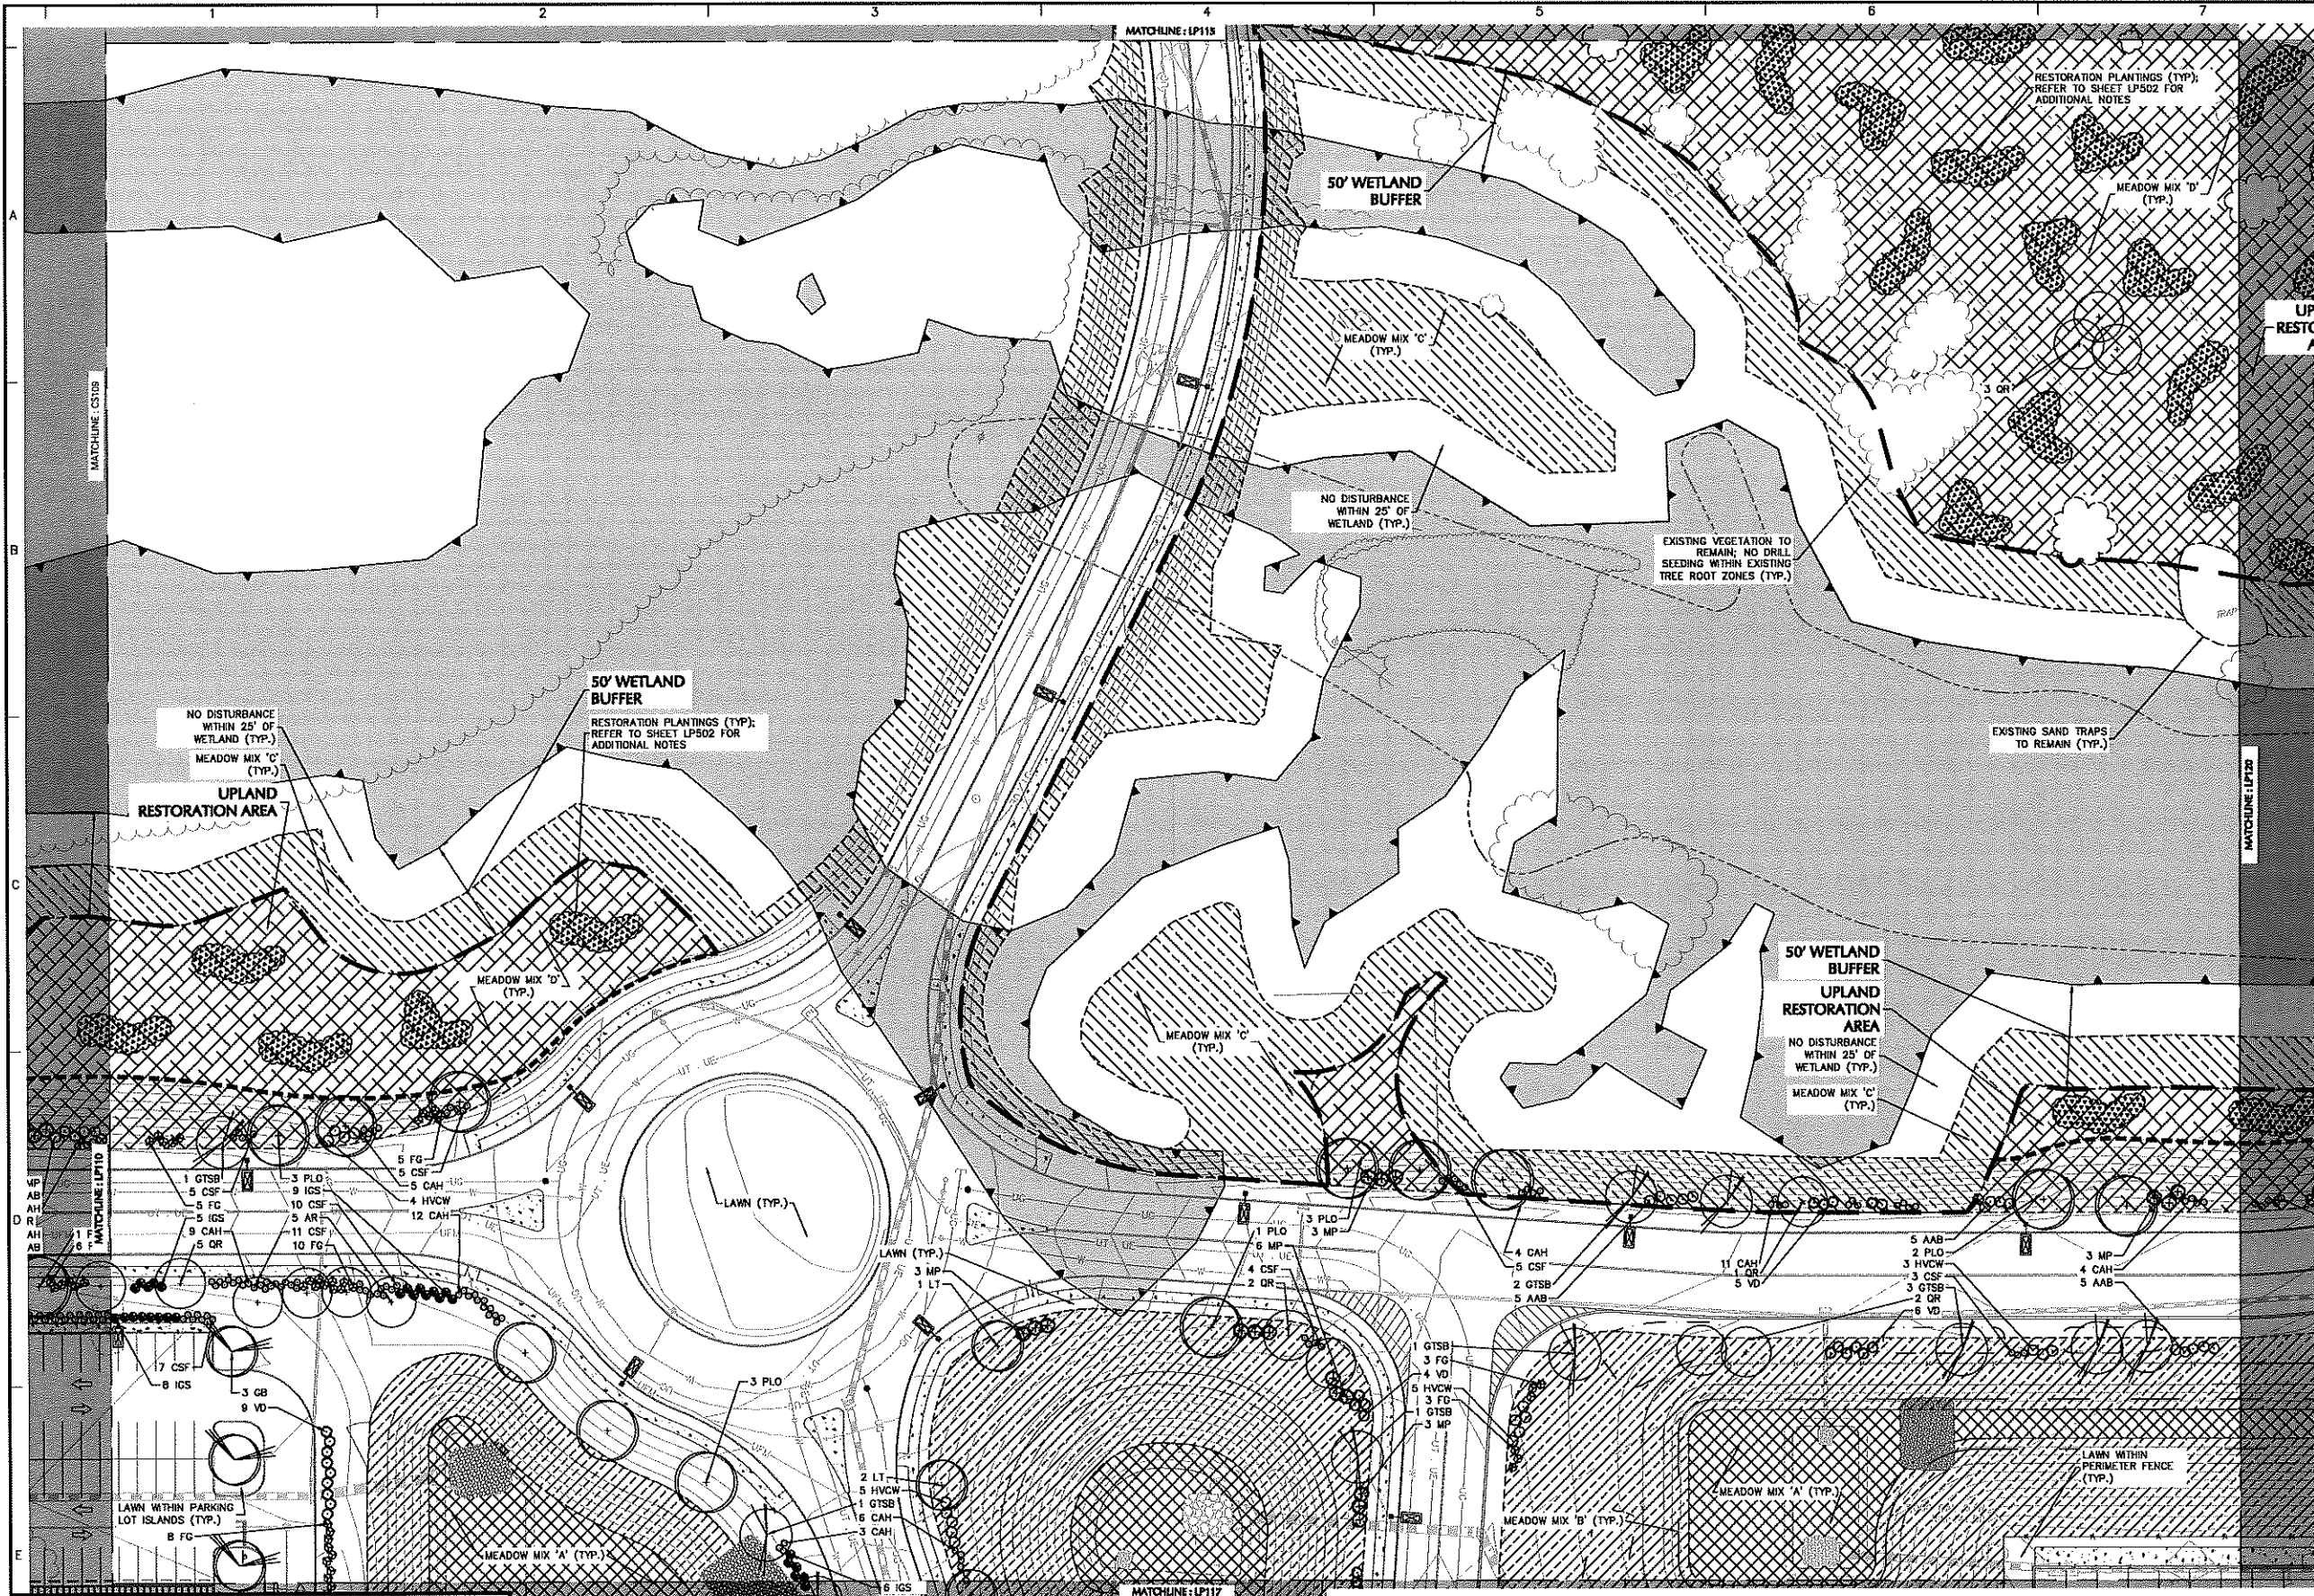 1
2
3
4
5
6
7
MATCHLINE: LP115
RESTORATION PLANTINGS (TYP);
REFER TO SHEET LP502 FOR
ADDITIONAL NOTES
A
50' WETLAND
BUFFER
MEADOW MIX 'D'
(TYP.)
MEADOW MIX 'C'
(TYP.)
3 QR
MATCHLINE: CS109
NO DISTURBANCE
WITHIN 25' OF
WETLAND (TYP.)
B
EXISTING VEGETATION TO
REMAIN; NO DRILL
SEEDING WITHIN EXISTING
TREE ROOT ZONES (TYP.)
TRAP
50' WETLAND
BUFFER
RESTORATION PLANTINGS (TYP);
REFER TO SHEET LP502 FOR
ADDITIONAL NOTES
NO DISTURBANCE
WITHIN 25' OF
WETLAND (TYP.)
MEADOW MIX 'C'
(TYP.)
UPLAND
RESTORATION AREA
EXISTING SAND TRAPS
TO REMAIN (TYP.)
MATCHLINE: LP120
C
MEADOW MIX 'D'
(TYP.)
MEADOW MIX 'C'
(TYP.)
50' WETLAND
BUFFER
UPLAND
RESTORATION
AREA
NO DISTURBANCE
WITHIN 25' OF
WETLAND (TYP.)
MEADOW MIX 'C'
(TYP.)
MATCHLINE: LP110
D
1 GTSB
5 CSF
5 FG
5 IGS
9 CAH
5 QR
3 PLO
9 IGS
10 CSF
5 AR
11 CSF
10 FG
5 FG
5 CSF
5 CAH
4 HVCW
12 CAH
LAWN (TYP.)
LAWN (TYP.)
3 MP
1 LT
1 PLO
6 MP
4 CSF
2 QR
3 PLO
3 MP
4 CAH
5 CSF
2 GTSB
5 AAB
11 CAH
1 QR
5 VD
5 AAB
2 PLO
3 HVCW
3 CSF
3 GTSB
2 QR
6 VD
3 MP
4 CAH
5 AAB
7 CSF
8 IGS
3 GB
9 VD
3 PLO
1 GTSB
3 FG
4 VD
5 HVCW
3 FG
1 GTSB
3 MP
LAWN WITHIN PARKING
LOT ISLANDS (TYP.)
8 FG
E
MEADOW MIX 'A' (TYP.)
2 LT
5 HVCW
1 GTSB
6 CAH
3 CAH
6 IGS
MEADOW MIX 'B' (TYP.)
MEADOW MIX 'A' (TYP.)
LAWN WITHIN
PERIMETER FENCE
(TYP.)
MATCHLINE: LP117